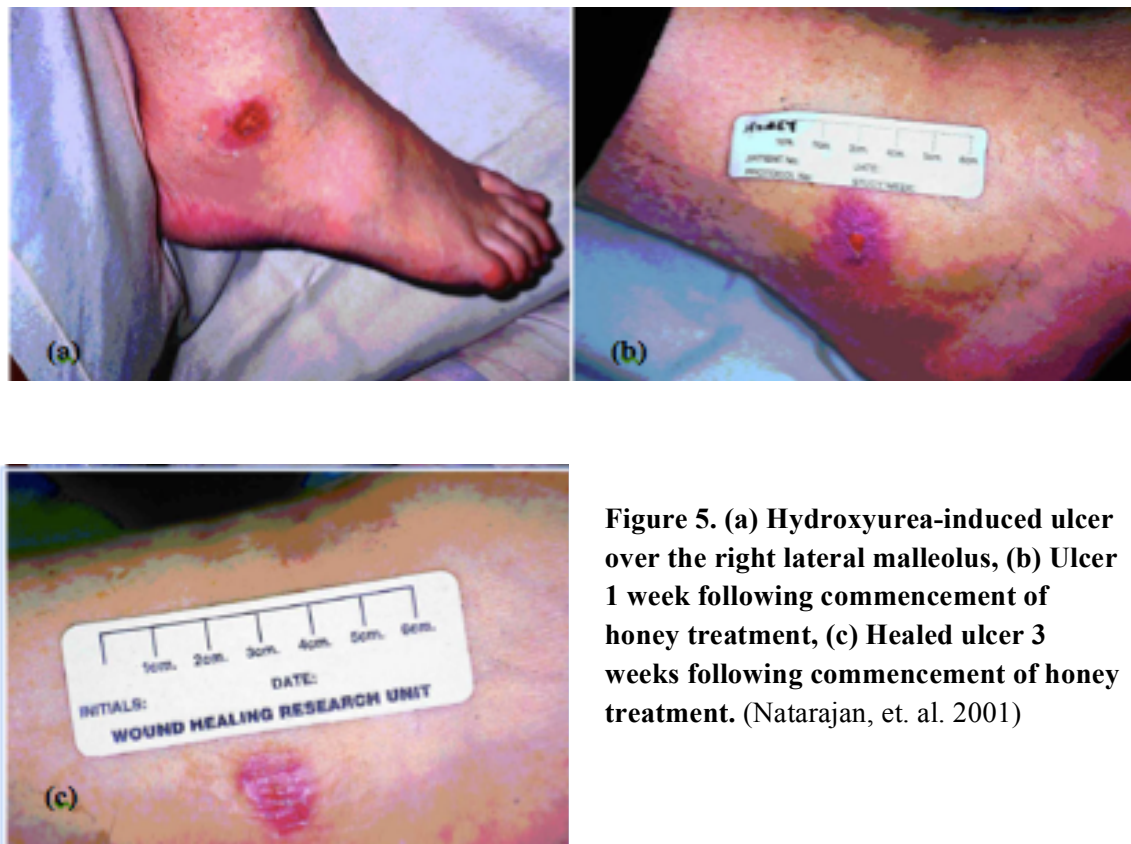 (a)
(b)
1cm. 2cm. 3cm. 4cm. 5cm. 6cm.
INITIALS:
DATE:
WOUND HEALING RESEARCH UNIT
(c)
Figure 5. (a) Hydroxyurea-induced ulcer
over the right lateral malleolus, (b) Ulcer
1 week following commencement of
honey treatment, (c) Healed ulcer 3
weeks following commencement of honey
treatment. (Natarajan, et. al. 2001)